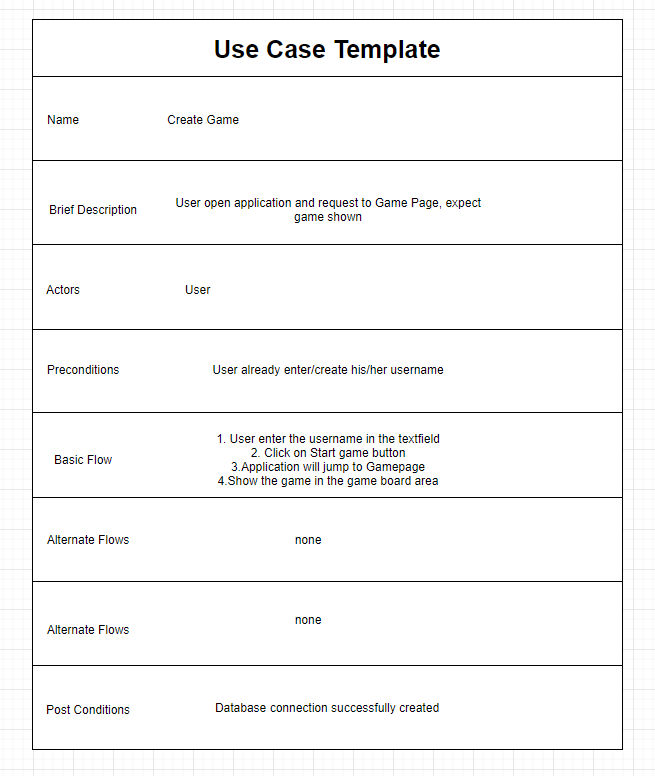 Use Case Template
Name Create Game
Brief Description User open application and request to Game Page, expect
game shown
Actors User
Preconditions User already enter/create his/her username
Basic Flow
1. User enter the username in the textfield
2. Click on Start game button
3.Application will jump to Gamepage
4.Show the game in the game board area
Alternate Flows none
Alternate Flows none
Post Conditions Database connection successfully created